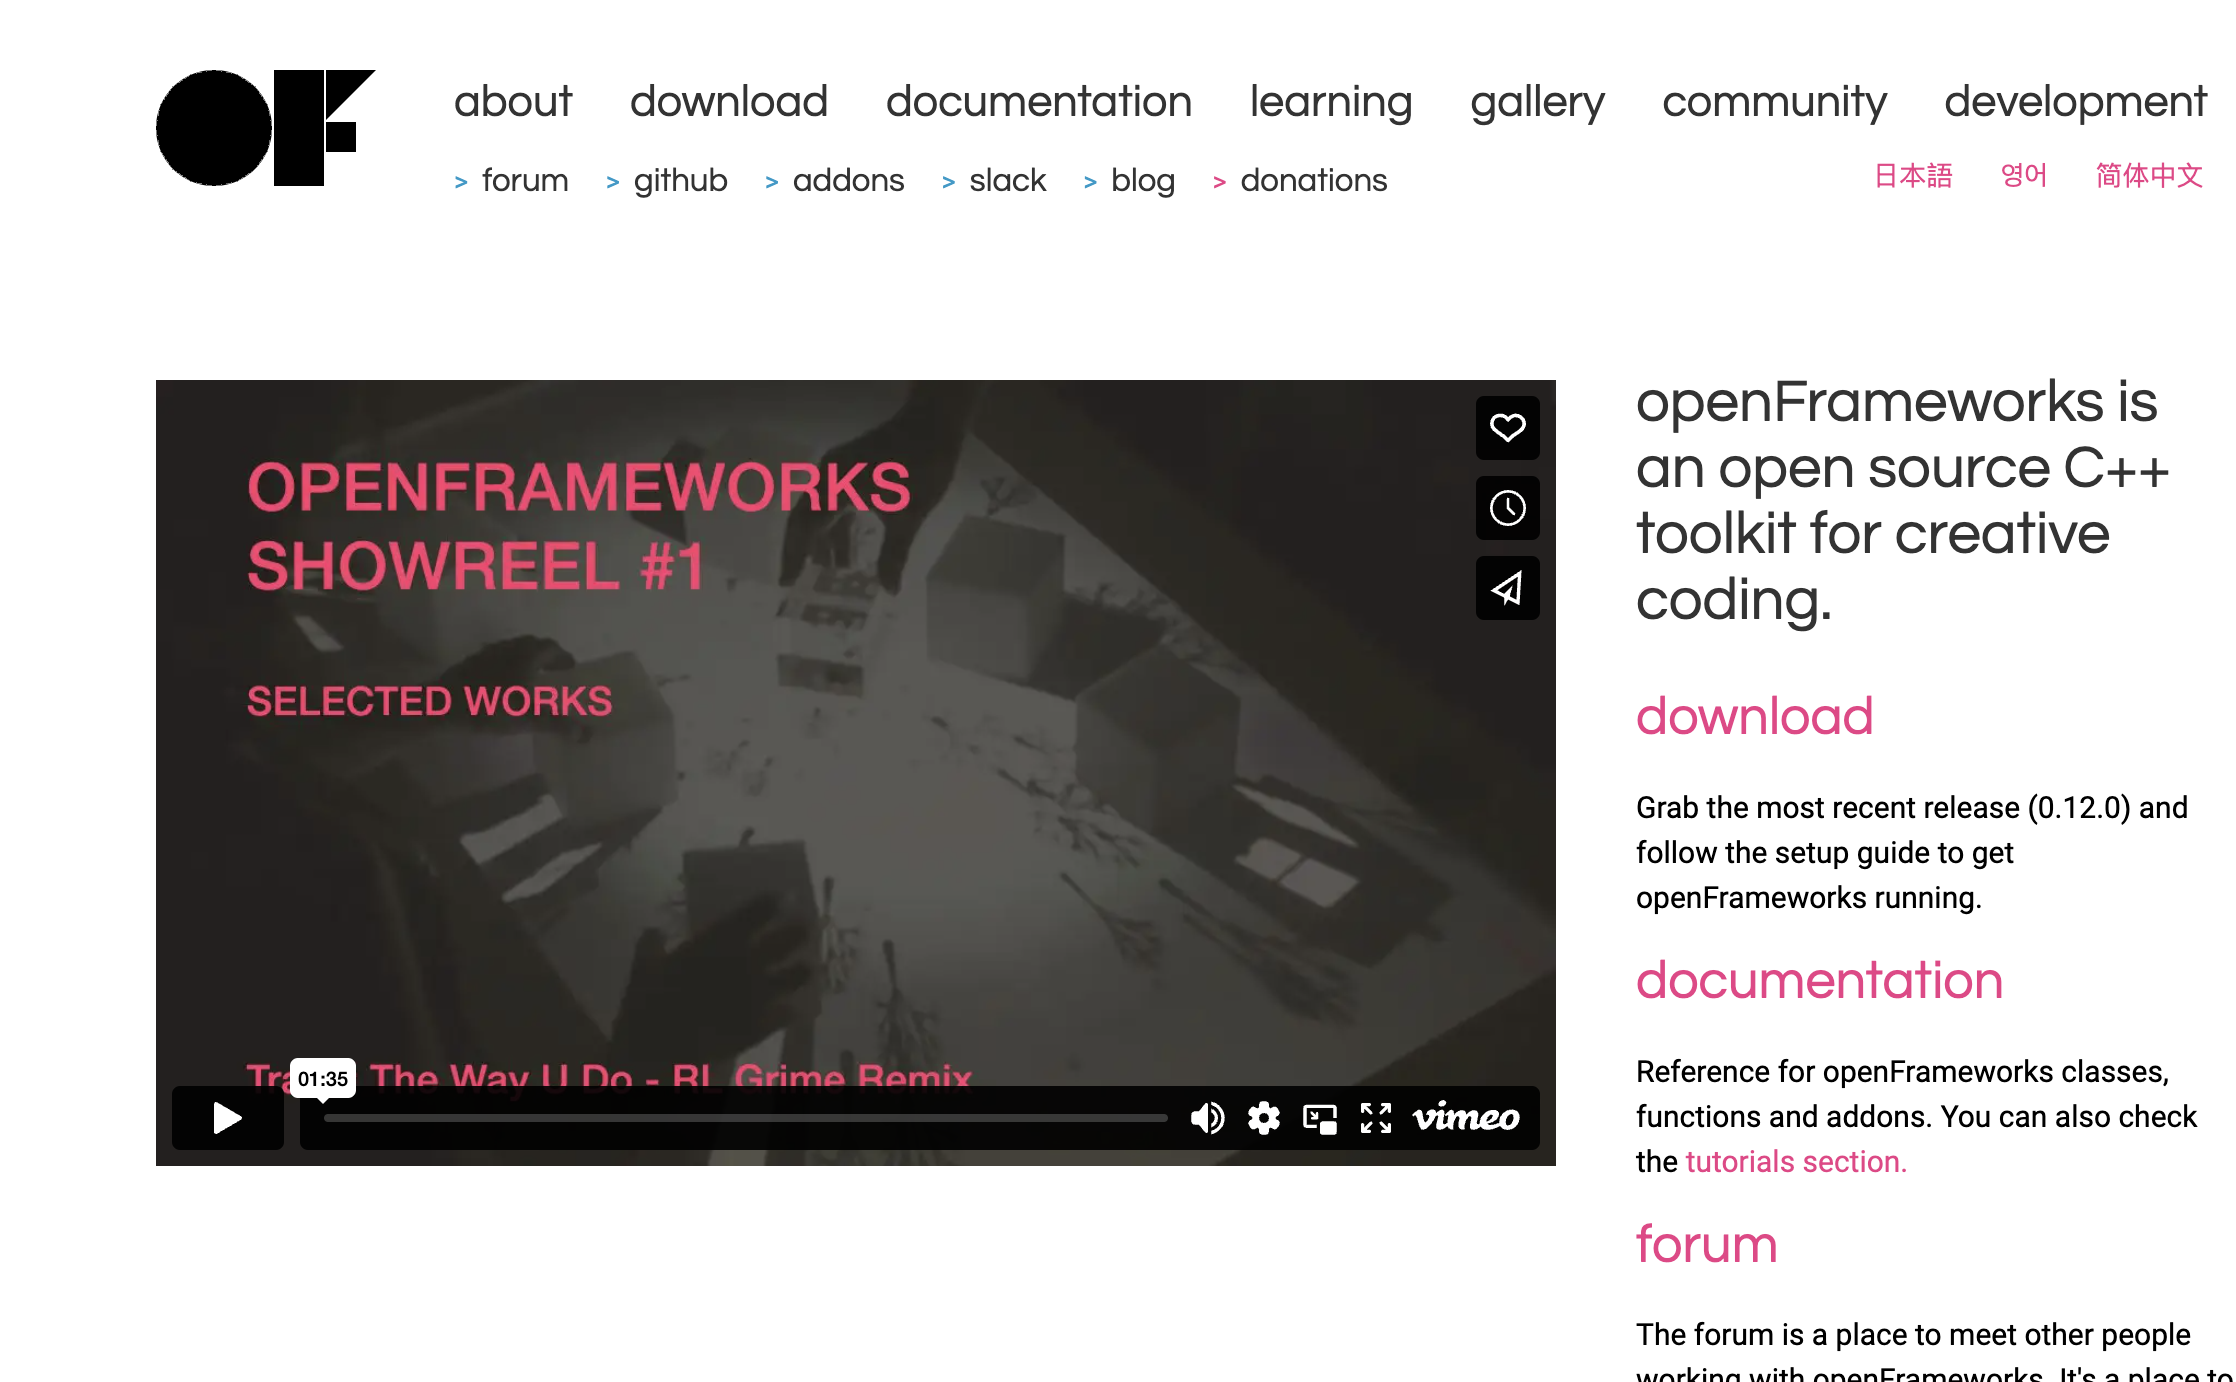 OF
about download documentation learning gallery community development
> forum > github > addons > slack > blog > donations
日本語 영어 简体中文
OPENFRAMEWORKS
SHOWREEL #1
SELECTED WORKS
The Way U Do - RL Grime Remix
01:35
vimeo
openFrameworks is
an open source C++
toolkit for creative
coding.
download
Grab the most recent release (0.12.0) and
follow the setup guide to get
openFrameworks running.
documentation
Reference for openFrameworks classes,
functions and addons. You can also check
the tutorials section.
forum
The forum is a place to meet other people
working with openFrameworks. It's a place to